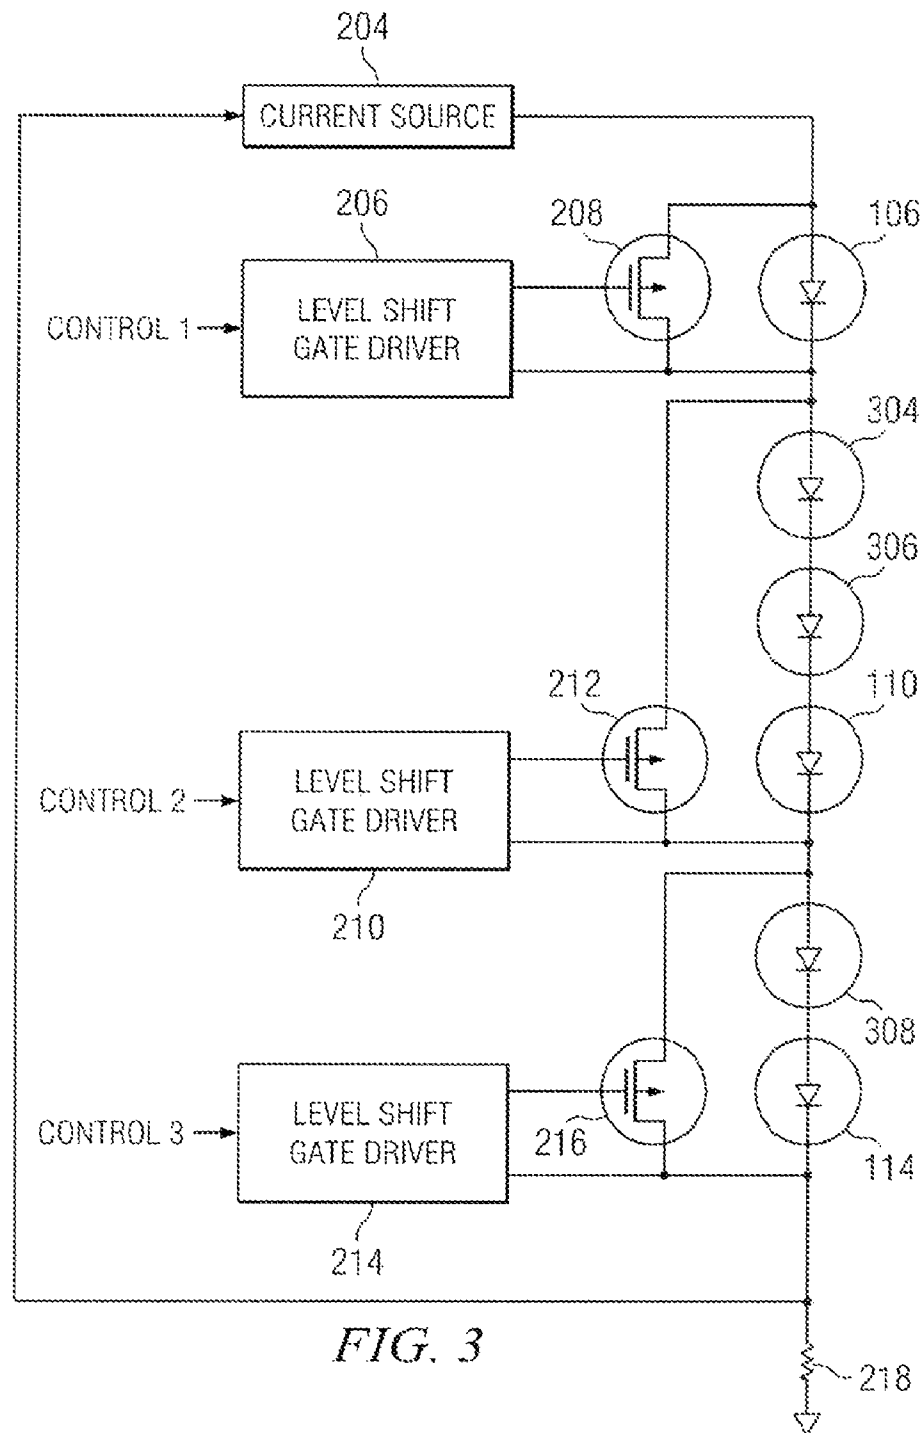 204
CURRENT SOURCE
206
208
106
LEVEL SHIFT
GATE DRIVER
CONTROL 1
304
306
212
110
LEVEL SHIFT
GATE DRIVER
CONTROL 2
210
308
LEVEL SHIFT
GATE DRIVER
CONTROL 3
216
114
214
FIG. 3
218